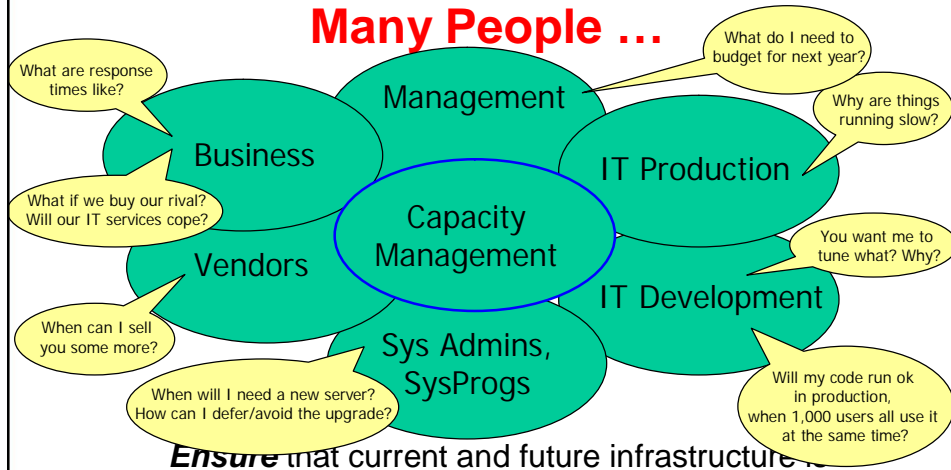 Many People …
What are response
times like?
Management
What do I need to
budget for next year?
Business
Why are things
running slow?
IT Production
What if we buy our rival?
Will our IT services cope?
Capacity
Management
Vendors
You want me to
tune what? Why?
IT Development
When can I sell
you some more?
Sys Admins,
SysProgs
When will I need a new server?
How can I defer/avoid the upgrade?
Will my code run ok
in production,
when 1,000 users all use it
at the same time?
Ensure that current and future infrastructure